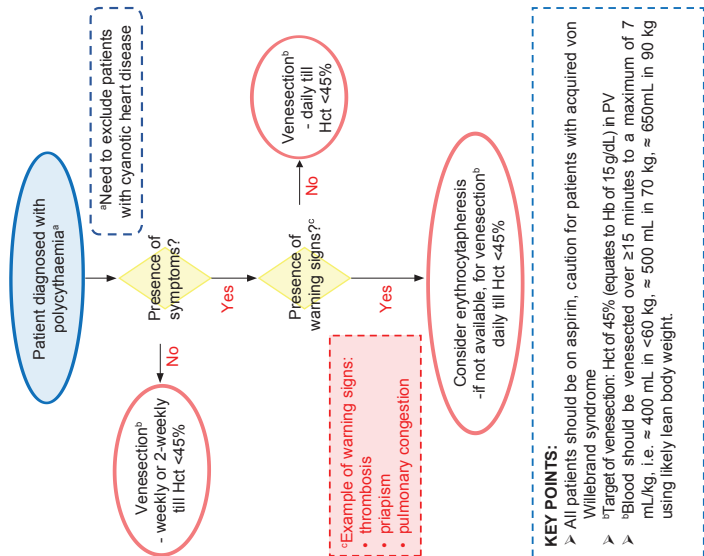 Patient diagnosed with
polycythaemiaᵃ
ᵃNeed to exclude patients
with cyanotic heart disease
Presence of
symptoms?
No
Yes
Venesectionᵇ
- weekly or 2-weekly
till Hct <45%
Presence of
warning signs?ᶜ
No
Yes
Venesectionᵇ
- daily till
Hct <45%
ᶜExample of warning signs:
• thrombosis
• priapism
• pulmonary congestion
Consider erythrocytapheresis
-if not available, for venesectionᵇ
daily till Hct <45%
KEY POINTS:
➢ All patients should be on aspirin, caution for patients with acquired von
Willebrand syndrome
➢ ᵇTarget of venesection: Hct of 45% (equates to Hb of 15 g/dL) in PV
➢ ᵇBlood should be venesected over ≥15 minutes to a maximum of 7
mL/kg, i.e. ≈ 400 mL in <60 kg, ≈ 500 mL in 70 kg, ≈ 650mL in 90 kg
using likely lean body weight.